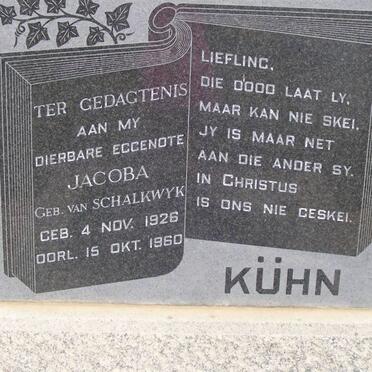 TER GEDAGTENIS
AAN MY
DIERBARE EGGENOTE
JACOBA
GEB. VAN SCHALKWYK
GEB. 4 NOV. 1926
OORL. 15 OKT. 1960
LIEFLING,
DIE DOOD LAAT LY,
MAAR KAN NIE SKEI.
JY IS MAAR NET
AAN DIE ANDER SY.
IN CHRISTUS
IS ONS NIE GESKEI.
KÜHN